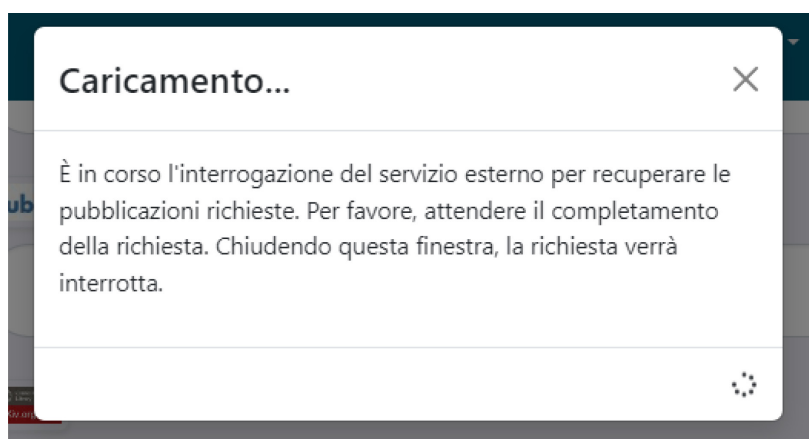 Caricamento...
È in corso l'interrogazione del servizio esterno per recuperare le
pubblicazioni richieste. Per favore, attendere il completamento
della richiesta. Chiudendo questa finestra, la richiesta verrà
interrotta.